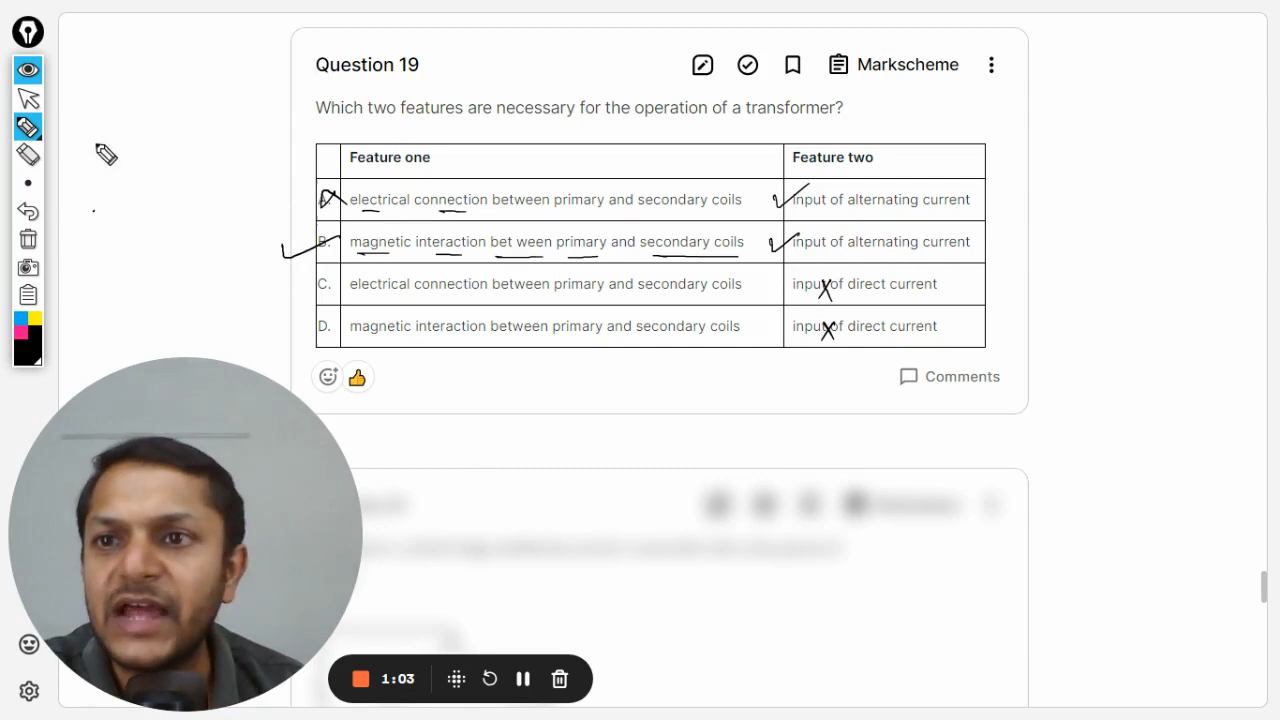 Question 19
Markscheme
Which two features are necessary for the operation of a transformer?
Feature one Feature two
A. electrical connection between primary and secondary coils input of alternating current
B. magnetic interaction bet ween primary and secondary coils input of alternating current
C. electrical connection between primary and secondary coils input of direct current
D. magnetic interaction between primary and secondary coils input of direct current
Comments
1:03